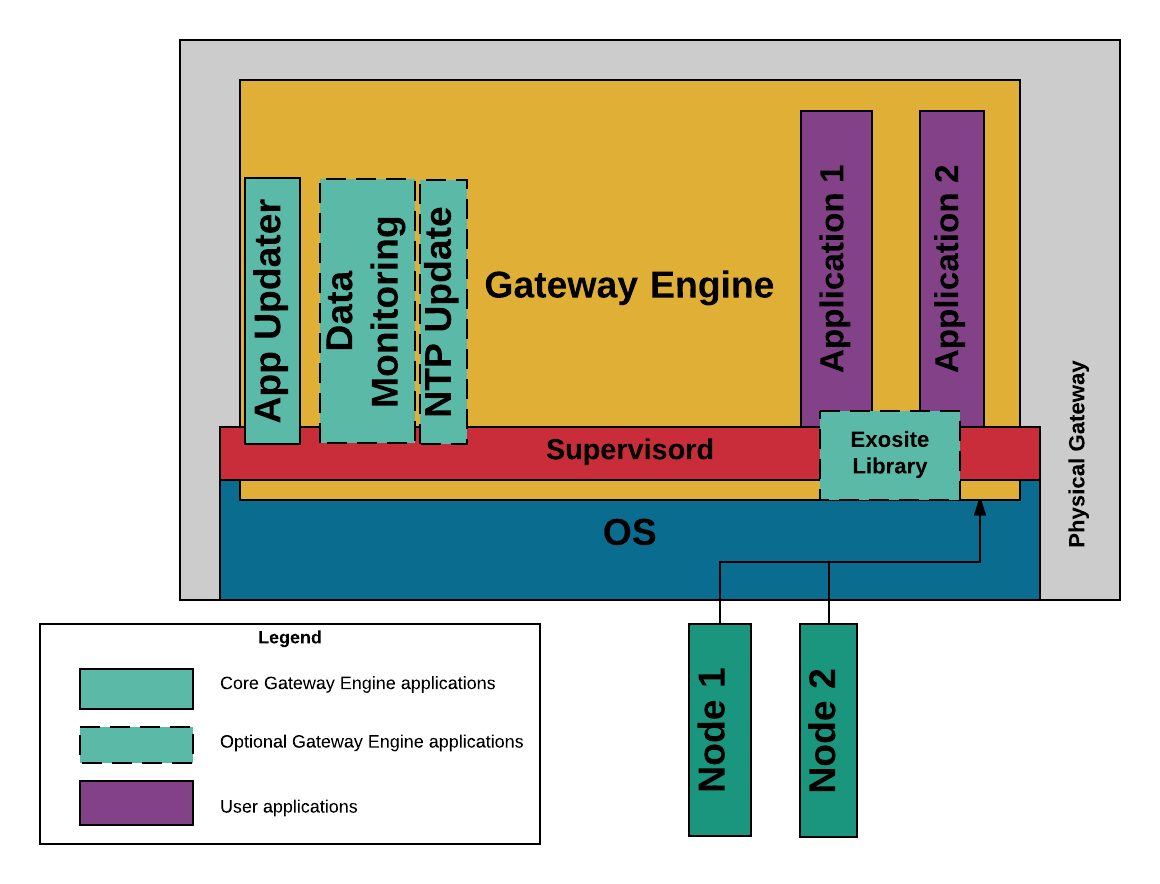 App Updater
Data
Monitoring
NTP Update
Gateway Engine
Application 1
Application 2
Physical Gateway
Supervisord
Exosite
Library
OS
Node 1
Node 2
Legend
Core Gateway Engine applications
Optional Gateway Engine applications
User applications